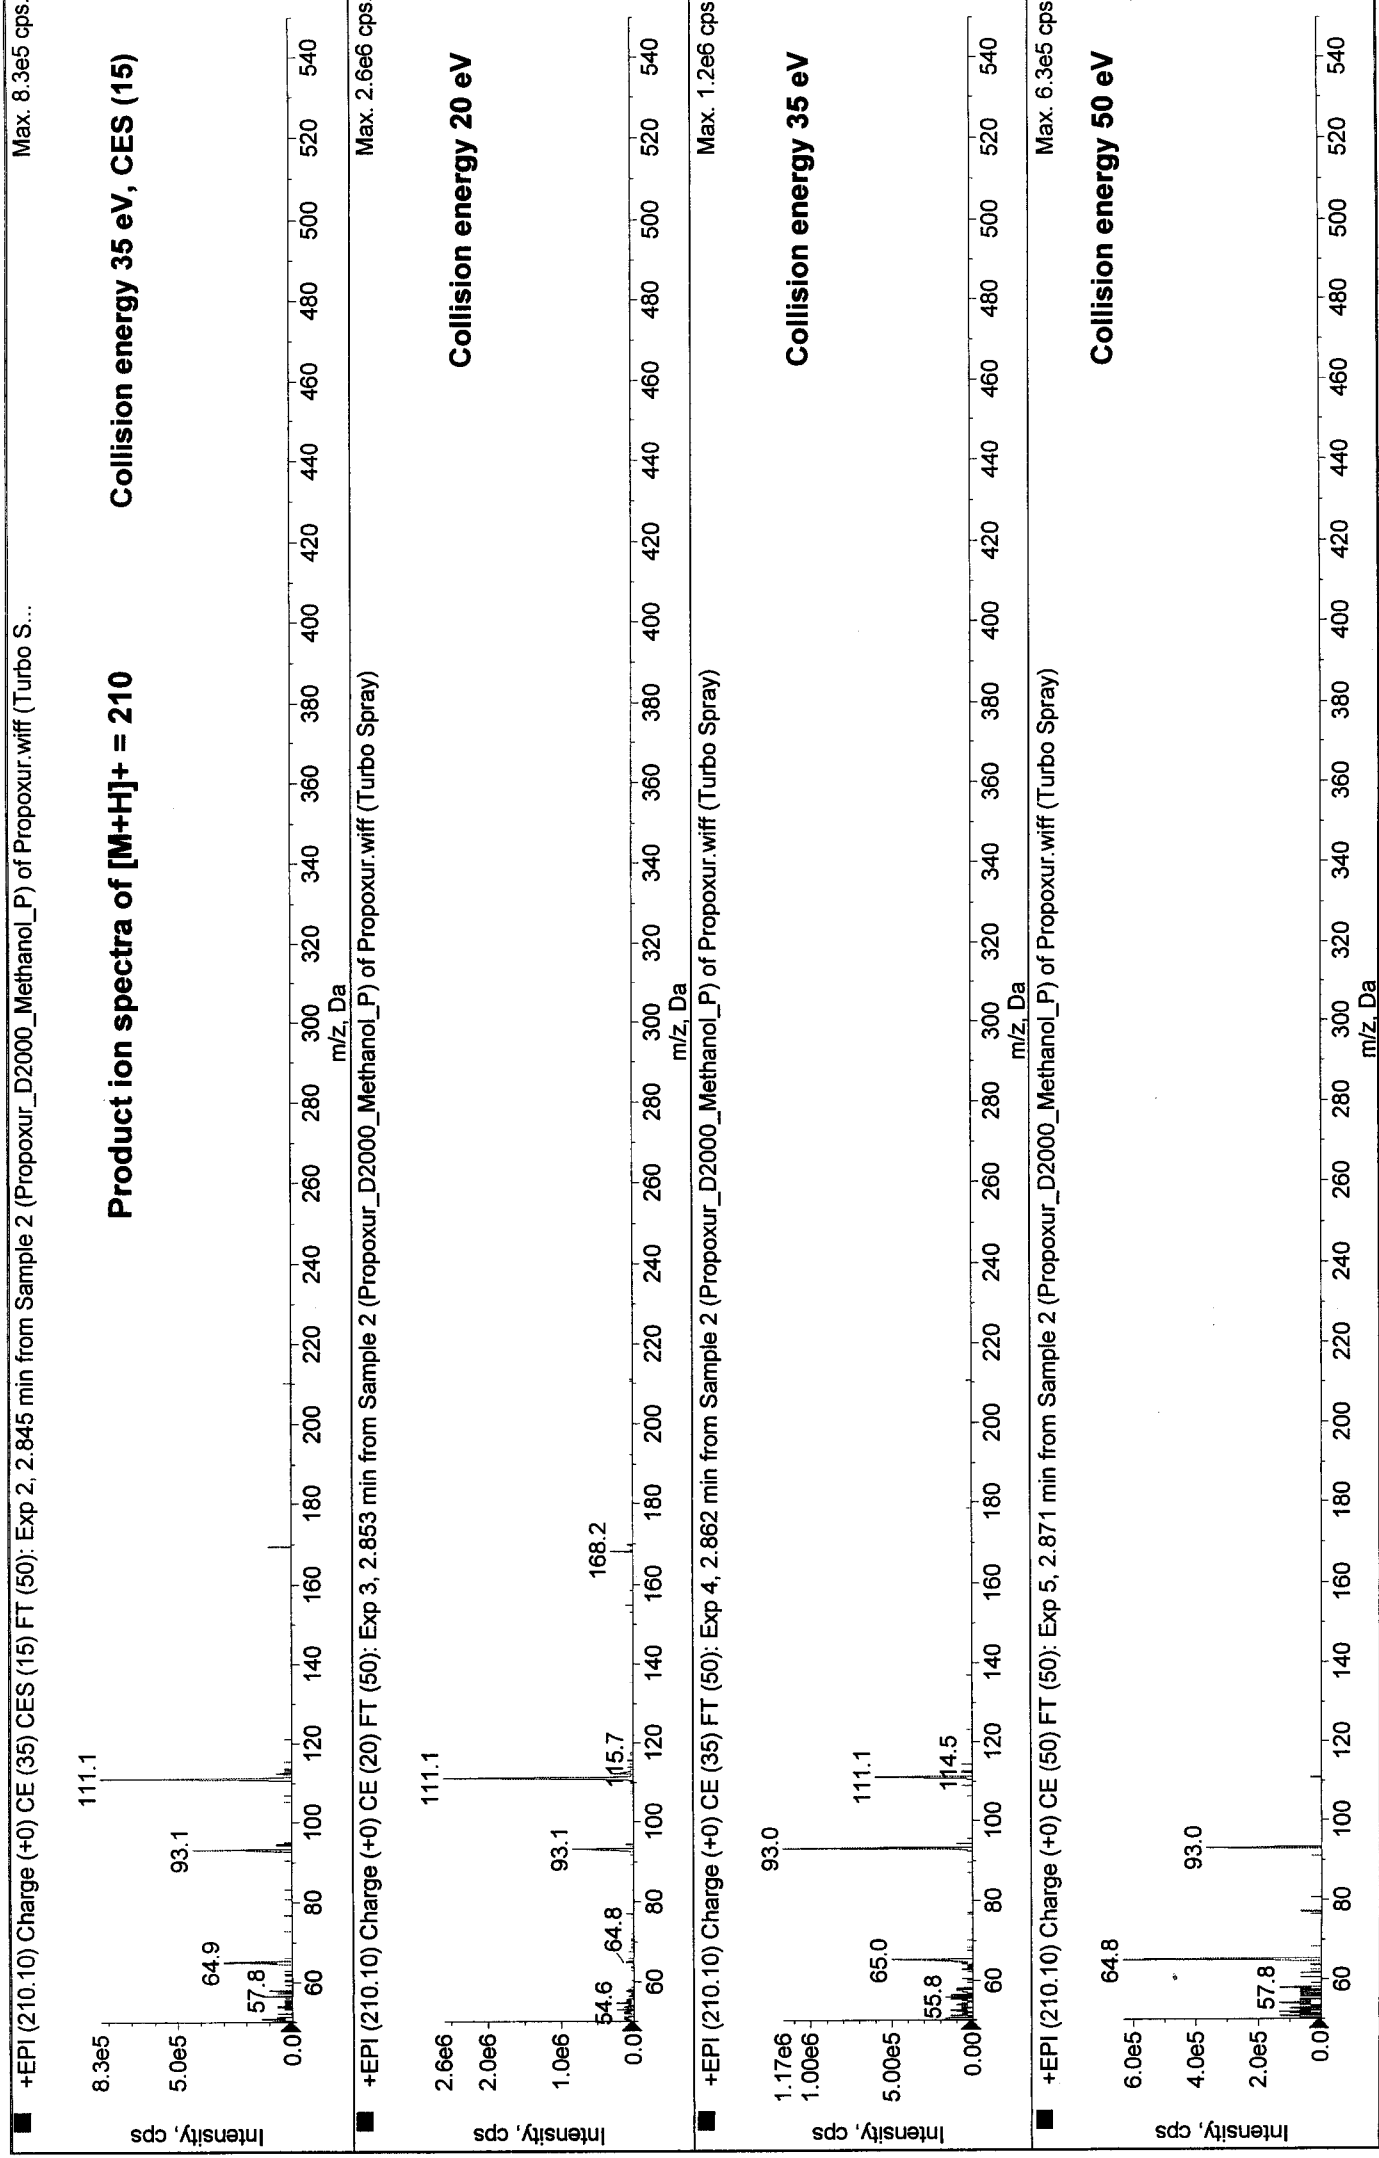 +EPI (210.10) Charge (+0) CE (35) CES (15) FT (50): Exp 2, 2.845 min from Sample 2 (Propoxur_D2000_Methanol_P) of Propoxur.wiff (Turbo S...
Max. 8.3e5 cps.
Product ion spectra of [M+H]+ = 210
Collision energy 35 eV, CES (15)
Intensity, cps
8.3e5
5.0e5
0.0
57.8
64.9
93.1
111.1
60 80 100 120 140 160 180 200 220 240 260 280 300 320 340 360 380 400 420 440 460 480 500 520 540
m/z, Da
+EPI (210.10) Charge (+0) CE (20) FT (50): Exp 3, 2.853 min from Sample 2 (Propoxur_D2000_Methanol_P) of Propoxur.wiff (Turbo Spray)
Max. 2.6e6 cps.
Collision energy 20 eV
Intensity, cps
2.6e6
2.0e6
1.0e6
0.0
54.6
64.8
93.1
111.1
115.7
168.2
60 80 100 120 140 160 180 200 220 240 260 280 300 320 340 360 380 400 420 440 460 480 500 520 540
m/z, Da
+EPI (210.10) Charge (+0) CE (35) FT (50): Exp 4, 2.862 min from Sample 2 (Propoxur_D2000_Methanol_P) of Propoxur.wiff (Turbo Spray)
Max. 1.2e6 cps
Collision energy 35 eV
Intensity, cps
1.17e6
1.00e6
5.00e5
0.00
55.8
65.0
93.0
111.1
114.5
60 80 100 120 140 160 180 200 220 240 260 280 300 320 340 360 380 400 420 440 460 480 500 520 540
m/z, Da
+EPI (210.10) Charge (+0) CE (50) FT (50): Exp 5, 2.871 min from Sample 2 (Propoxur_D2000_Methanol_P) of Propoxur.wiff (Turbo Spray)
Max. 6.3e5 cps
Collision energy 50 eV
Intensity, cps
6.0e5
4.0e5
2.0e5
0.0
57.8
64.8
93.0
60 80 100 120 140 160 180 200 220 240 260 280 300 320 340 360 380 400 420 440 460 480 500 520 540
m/z, Da